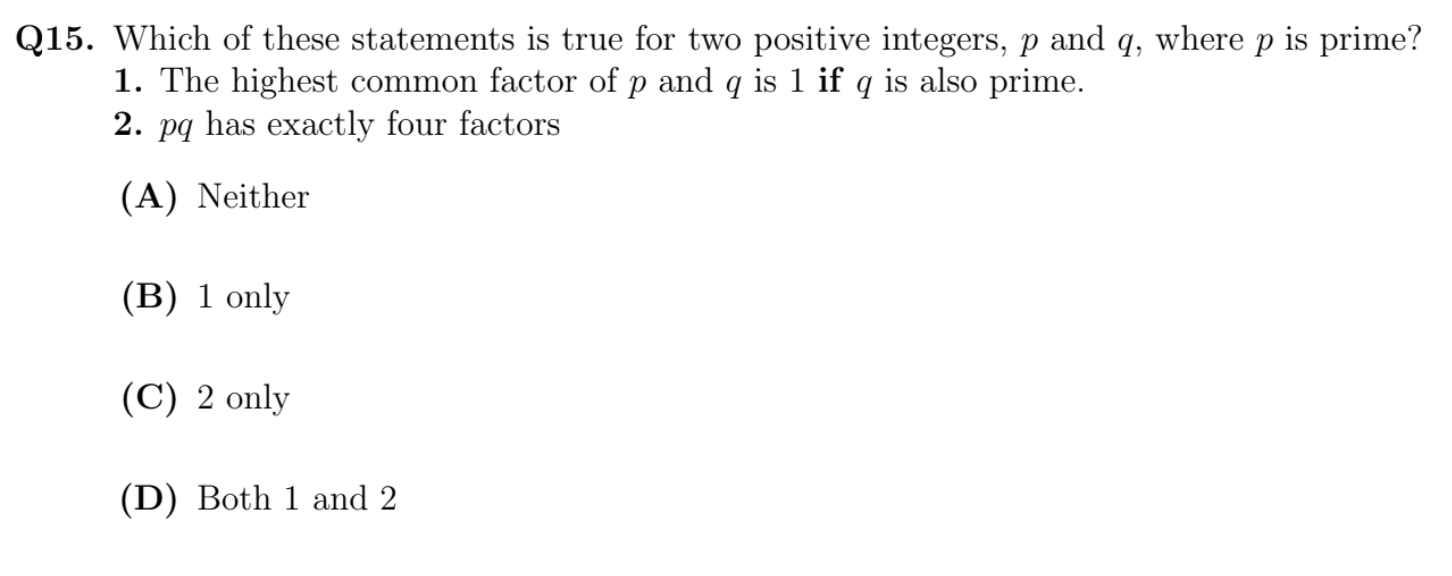 Q15. Which of these statements is true for two positive integers, p and q, where p is prime?
1. The highest common factor of p and q is 1 if q is also prime.
2. pq has exactly four factors
(A) Neither
(B) 1 only
(C) 2 only
(D) Both 1 and 2